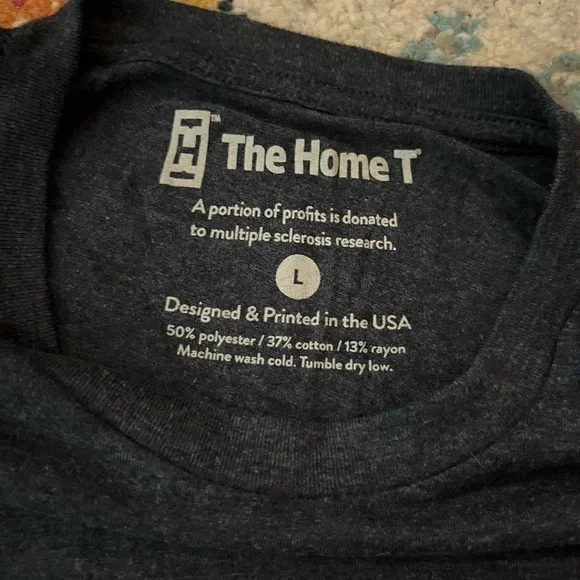 The Home T
A portion of profits is donated
to multiple sclerosis research.
L
Designed & Printed in the USA
50% polyester / 37% cotton / 13% rayon
Machine wash cold. Tumble dry low.